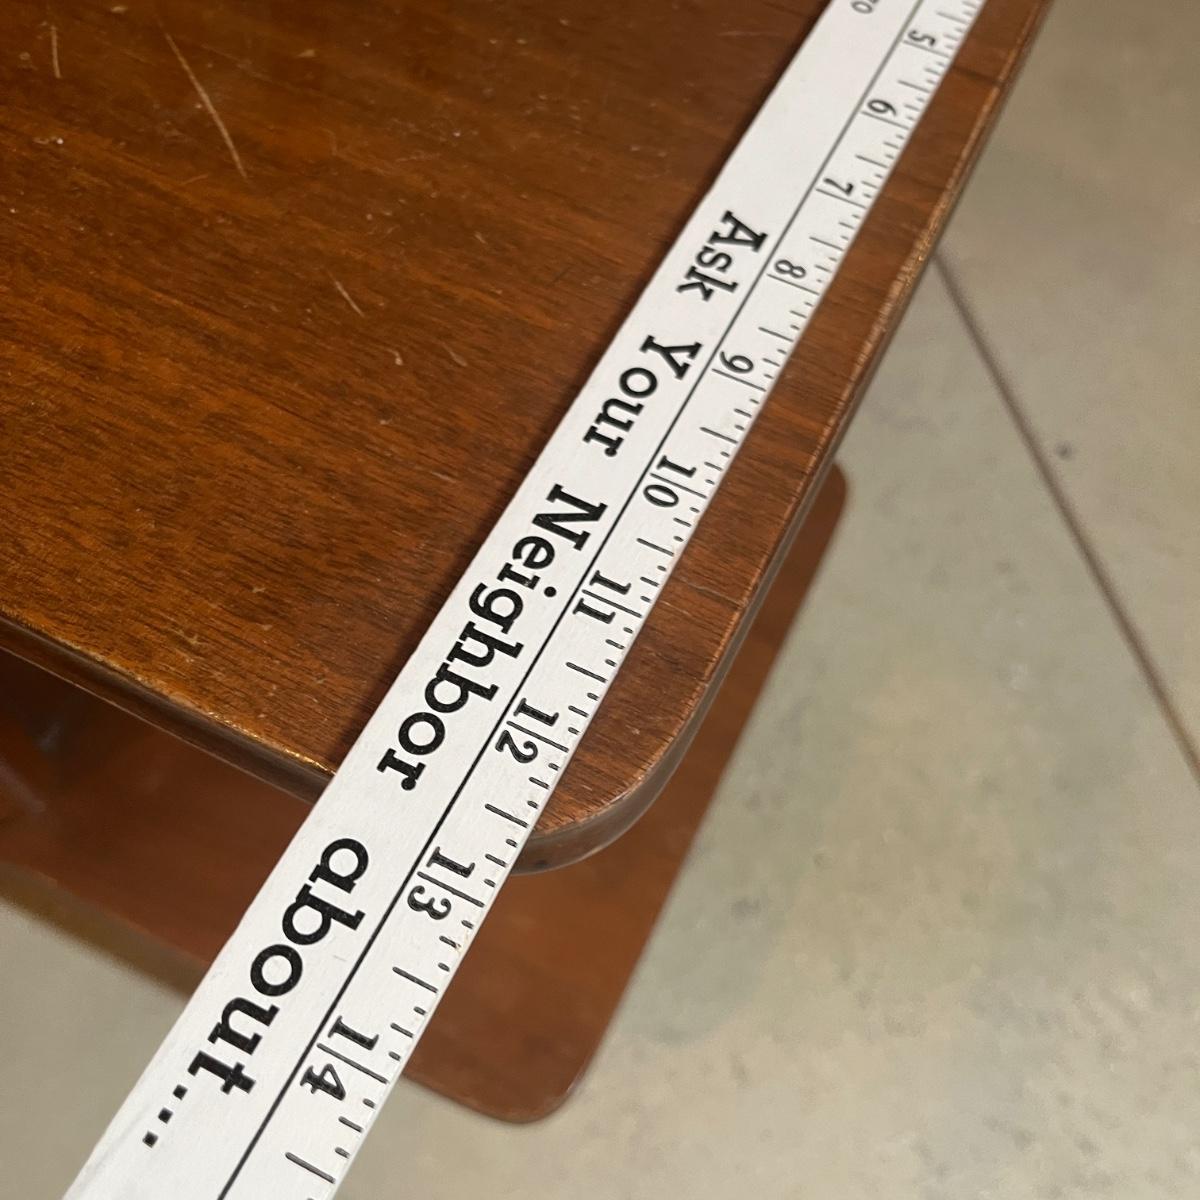 Ask Your Neighbor about...
5 6 7 8 9 10 11 12 13 14